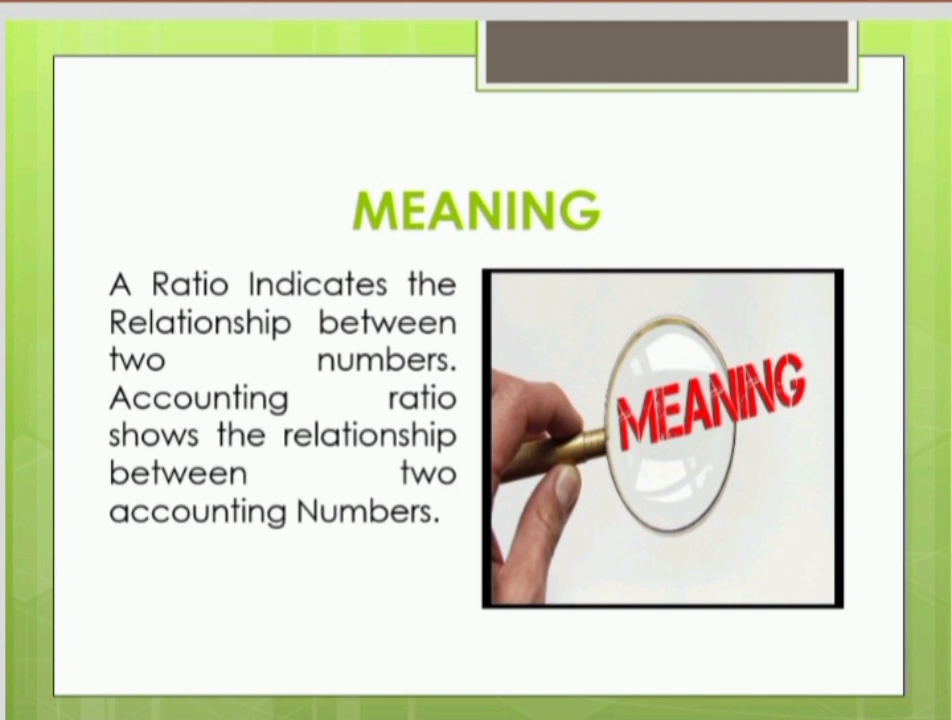 MEANING
A Ratio Indicates the
Relationship between
two numbers.
Accounting ratio
shows the relationship
between two
accounting Numbers.
MEANING